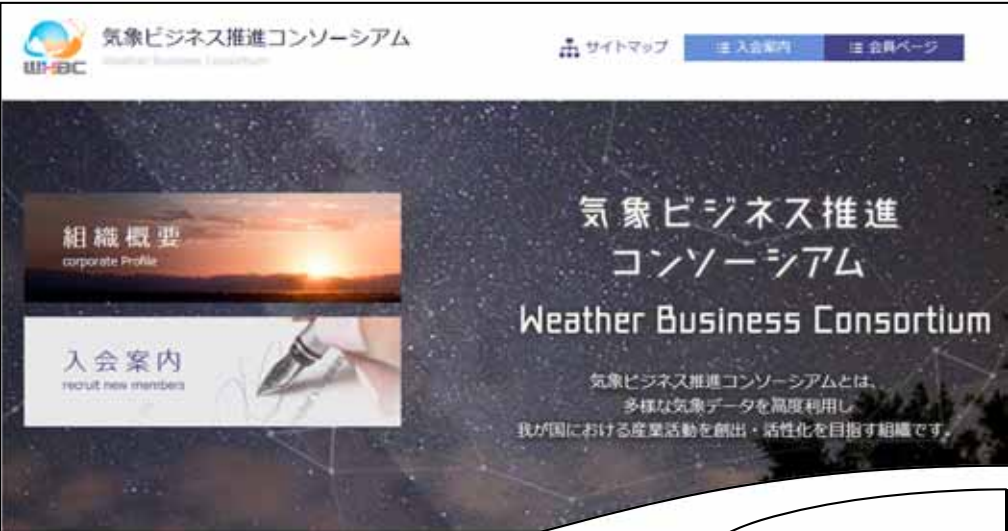 WXBC
気象ビジネス推進コンソーシアム
Weather Business Consortium
サイトマップ
入会案内
会員ページ
組織概要
corporate Profile
入会案内
recruit new members
気象ビジネス推進
コンソーシアム
Weather Business Consortium
気象ビジネス推進コンソーシアムとは、
多様な気象データを高度利用し
我が国における産業活動を創出・活性化を目指す組織です。